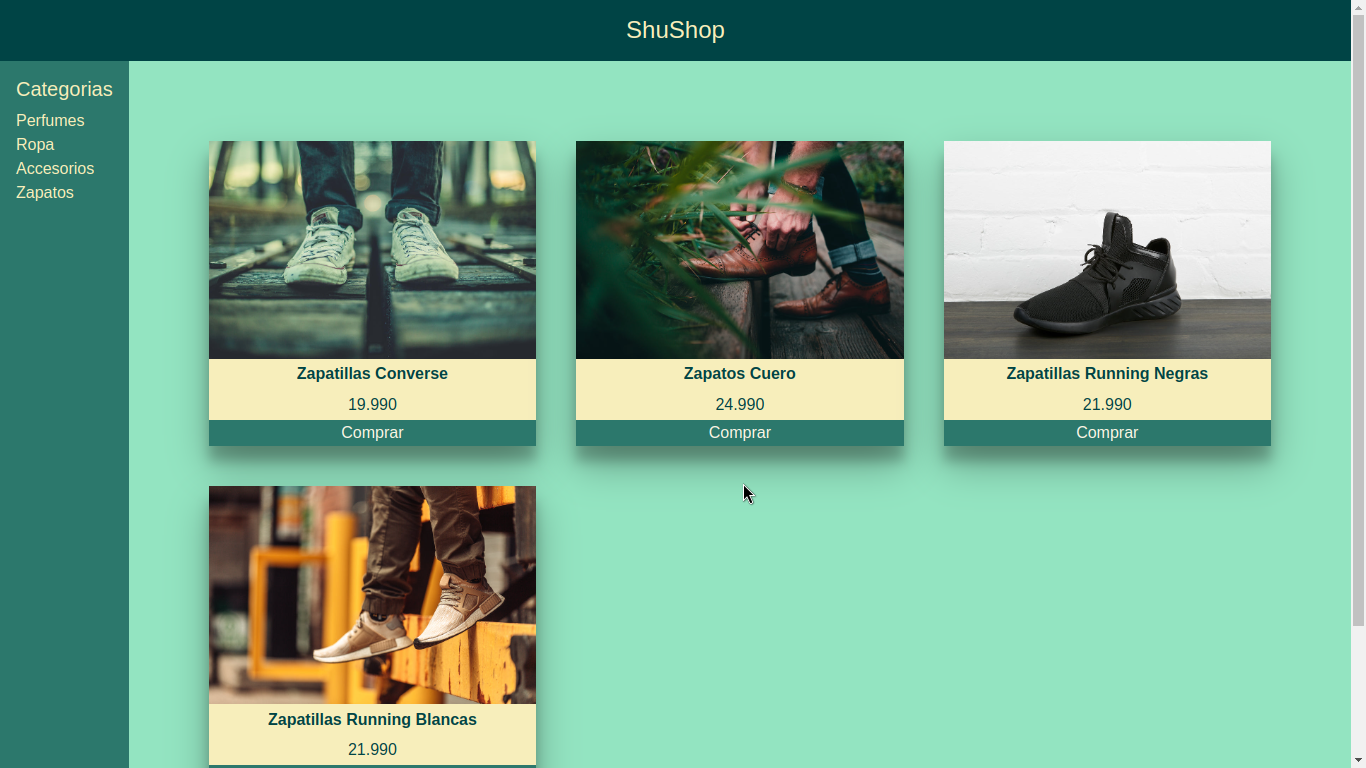 ShuShop
Categorias
Perfumes
Ropa
Accesorios
Zapatos
Zapatillas Converse
19.990
Comprar
Zapatos Cuero
24.990
Comprar
Zapatillas Running Negras
21.990
Comprar
Zapatillas Running Blancas
21.990